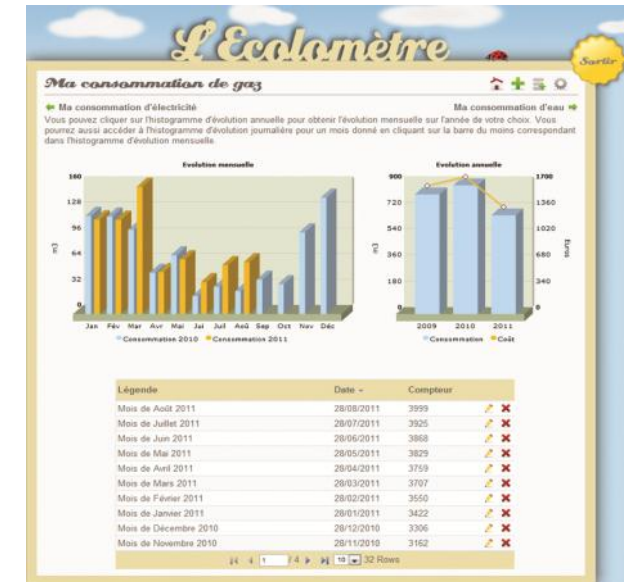 L'Ecolomètre
Sortir
Ma consommation de gaz
Ma consommation d'électricité
Ma consommation d'eau
Vous pouvez cliquer sur l'histogramme d'évolution annuelle pour obtenir l'évolution mensuelle sur l'année de votre choix. Vous
pourrez aussi accéder à l'histogramme d'évolution journalière pour un mois donné en cliquant sur la barre du moins correspondant
dans l'histogramme d'évolution mensuelle.
Evolution mensuelle
160
128
96
64
32
0
m3
Jan Fév Mar Avr Mai Jui Juil Aoû Sep Oct Nov Déc
Consommation 2010 Consommation 2011
Evolution annuelle
900 1700
720 1360
540 1020
360 680
180 340
0 0
m3 Euros
2009 2010 2011
Consommation Coût
Légende Date Compteur
Mois de Août 2011 28/08/2011 3999
Mois de Juillet 2011 28/07/2011 3925
Mois de Juin 2011 28/06/2011 3868
Mois de Mai 2011 28/05/2011 3829
Mois de Avril 2011 28/04/2011 3759
Mois de Mars 2011 28/03/2011 3707
Mois de Février 2011 28/02/2011 3550
Mois de Janvier 2011 28/01/2011 3422
Mois de Décembre 2010 28/12/2010 3306
Mois de Novembre 2010 28/11/2010 3162
1 / 4 10 32 Rows